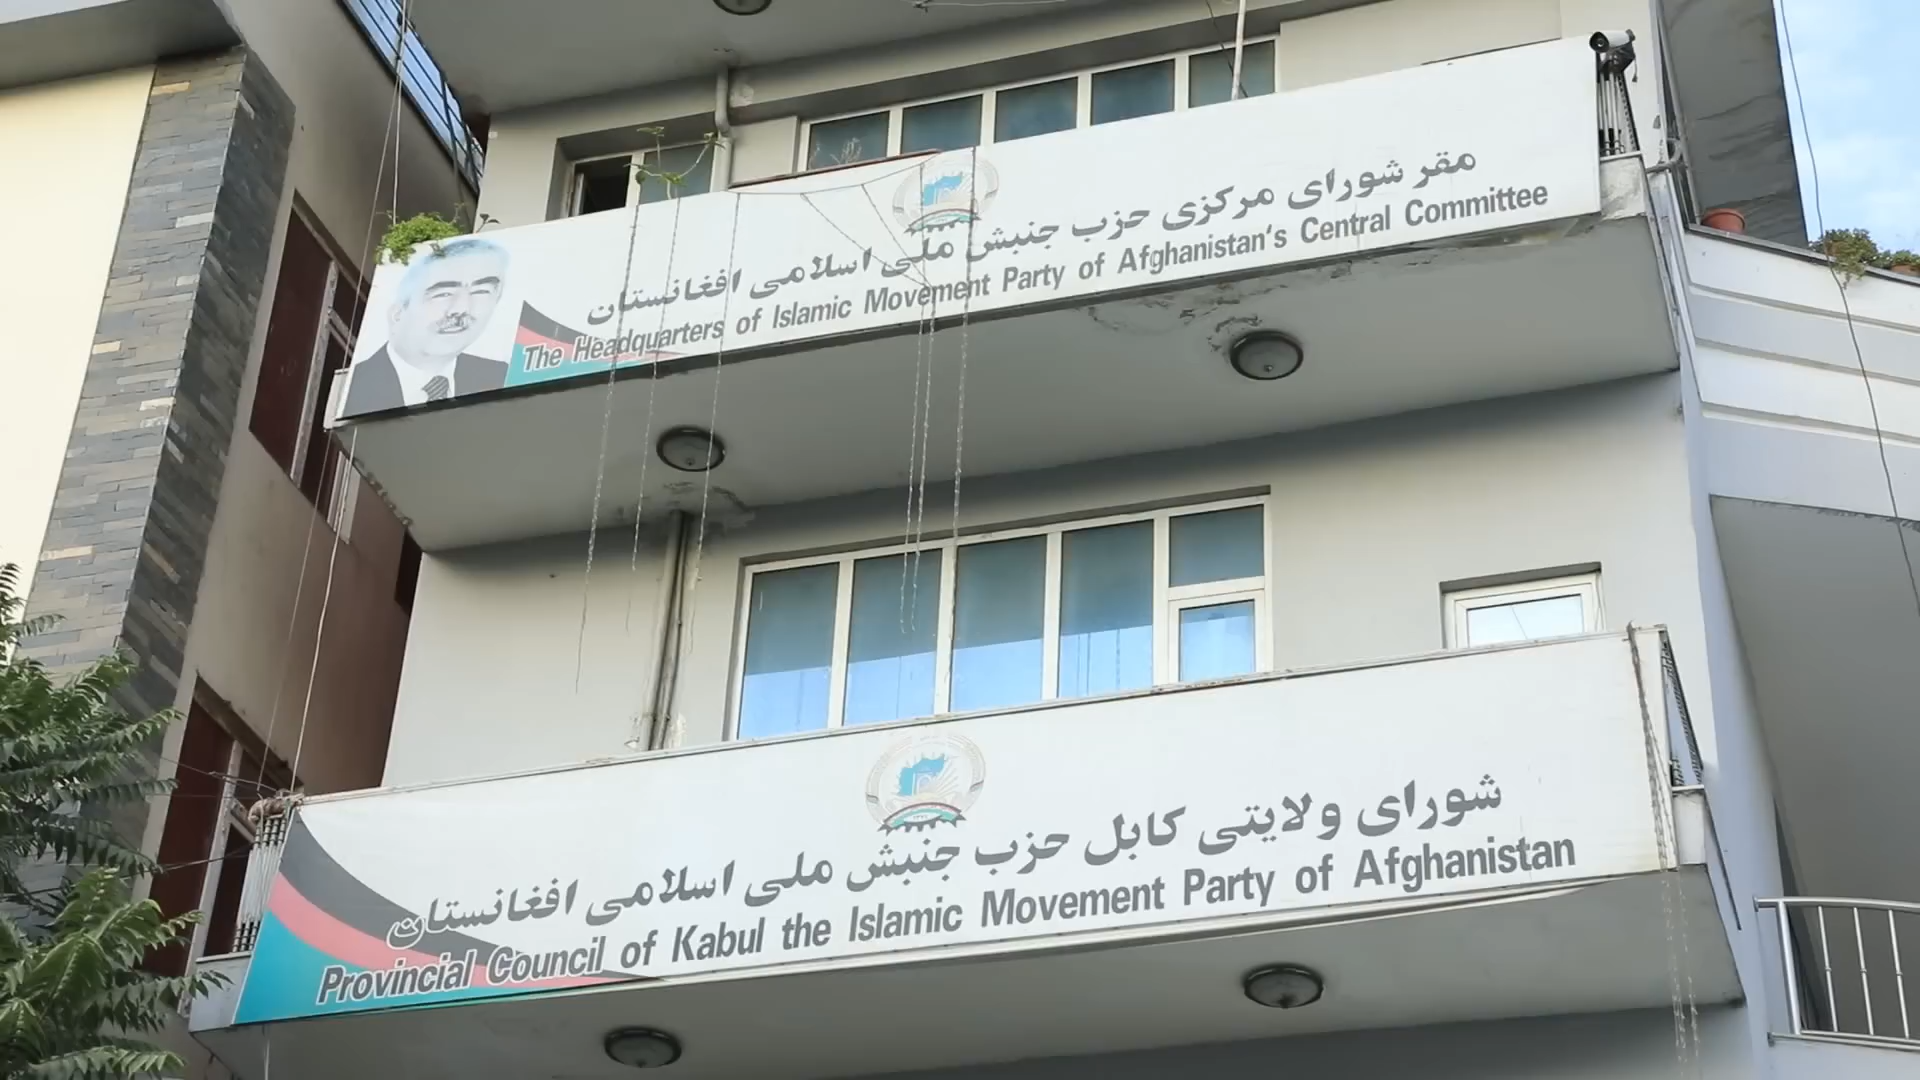 مقر شورای مرکزی حزب جنبش ملی اسلامی افغانستان
The Headquarters of Islamic Movement Party of Afghanistan's Central Committee
شورای ولایتی کابل حزب جنبش ملی اسلامی افغانستان
Provincial Council of Kabul the Islamic Movement Party of Afghanistan